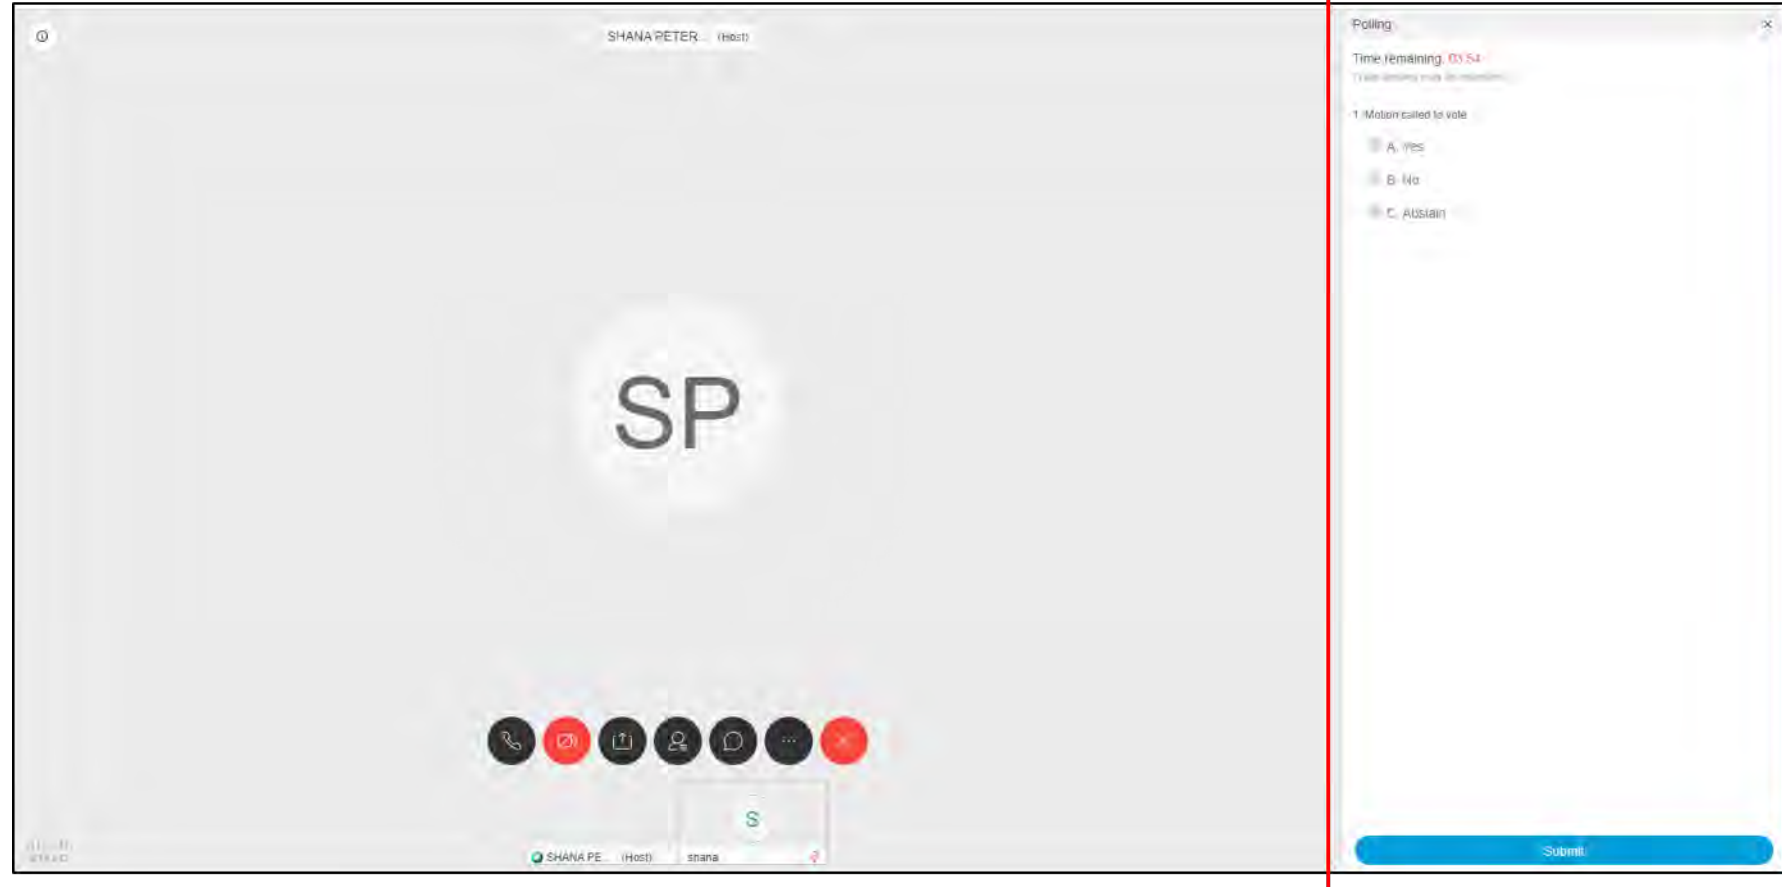 SHANA PETER... (Host)
SP
S
SHANA PE... (Host)
shana
Polling
Time remaining: 03:54
1. Motion called to vote
A. Yes
B. No
C. Abstain
Submit